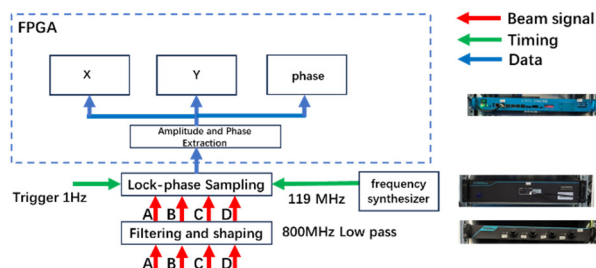 FPGA
Beam signal
Timing
Data
X
Y
phase
Amplitude and Phase
Extraction
Trigger 1Hz
Lock-phase Sampling
119 MHz
frequency
synthesizer
A B C D
Filtering and shaping
800MHz Low pass
A B C D